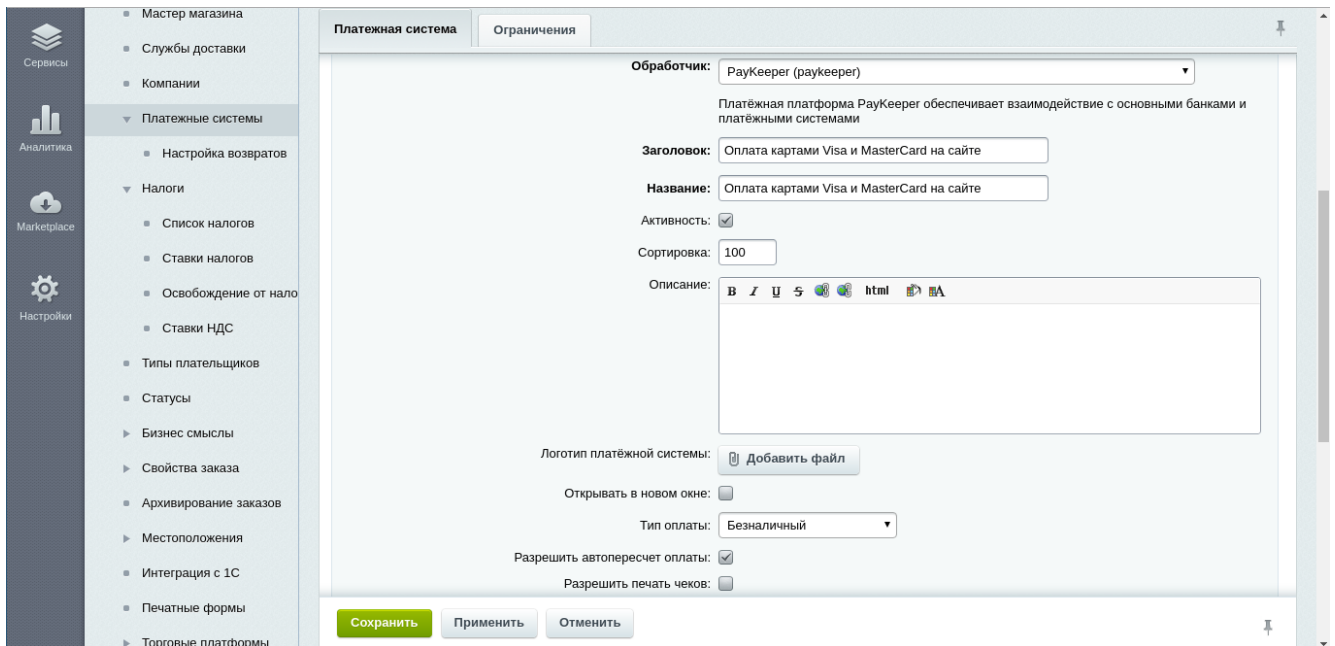 Сервисы
Аналитика
Marketplace
Настройки
Мастер магазина
Службы доставки
Компании
Платежные системы
Настройка возвратов
Налоги
Список налогов
Ставки налогов
Освобождение от нало
Ставки НДС
Типы плательщиков
Статусы
Бизнес смыслы
Свойства заказа
Архивирование заказов
Местоположения
Интеграция с 1С
Печатные формы
Торговые платформы
Платежная система
Ограничения
Обработчик: PayKeeper (paykeeper)
Платёжная платформа PayKeeper обеспечивает взаимодействие с основными банками и
платёжными системами
Заголовок: Оплата картами Visa и MasterCard на сайте
Название: Оплата картами Visa и MasterCard на сайте
Активность:
Сортировка: 100
Описание: B I U S html A
Логотип платёжной системы: Добавить файл
Открывать в новом окне:
Тип оплаты: Безналичный
Разрешить автопересчет оплаты:
Разрешить печать чеков:
Сохранить Применить Отменить